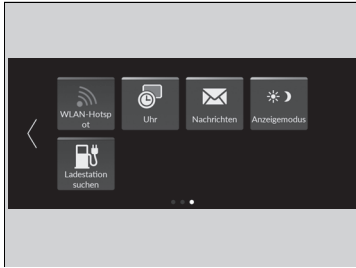 WLAN-Hotsp
ot
Uhr
Nachrichten
Anzeigemodus
Ladestation
suchen